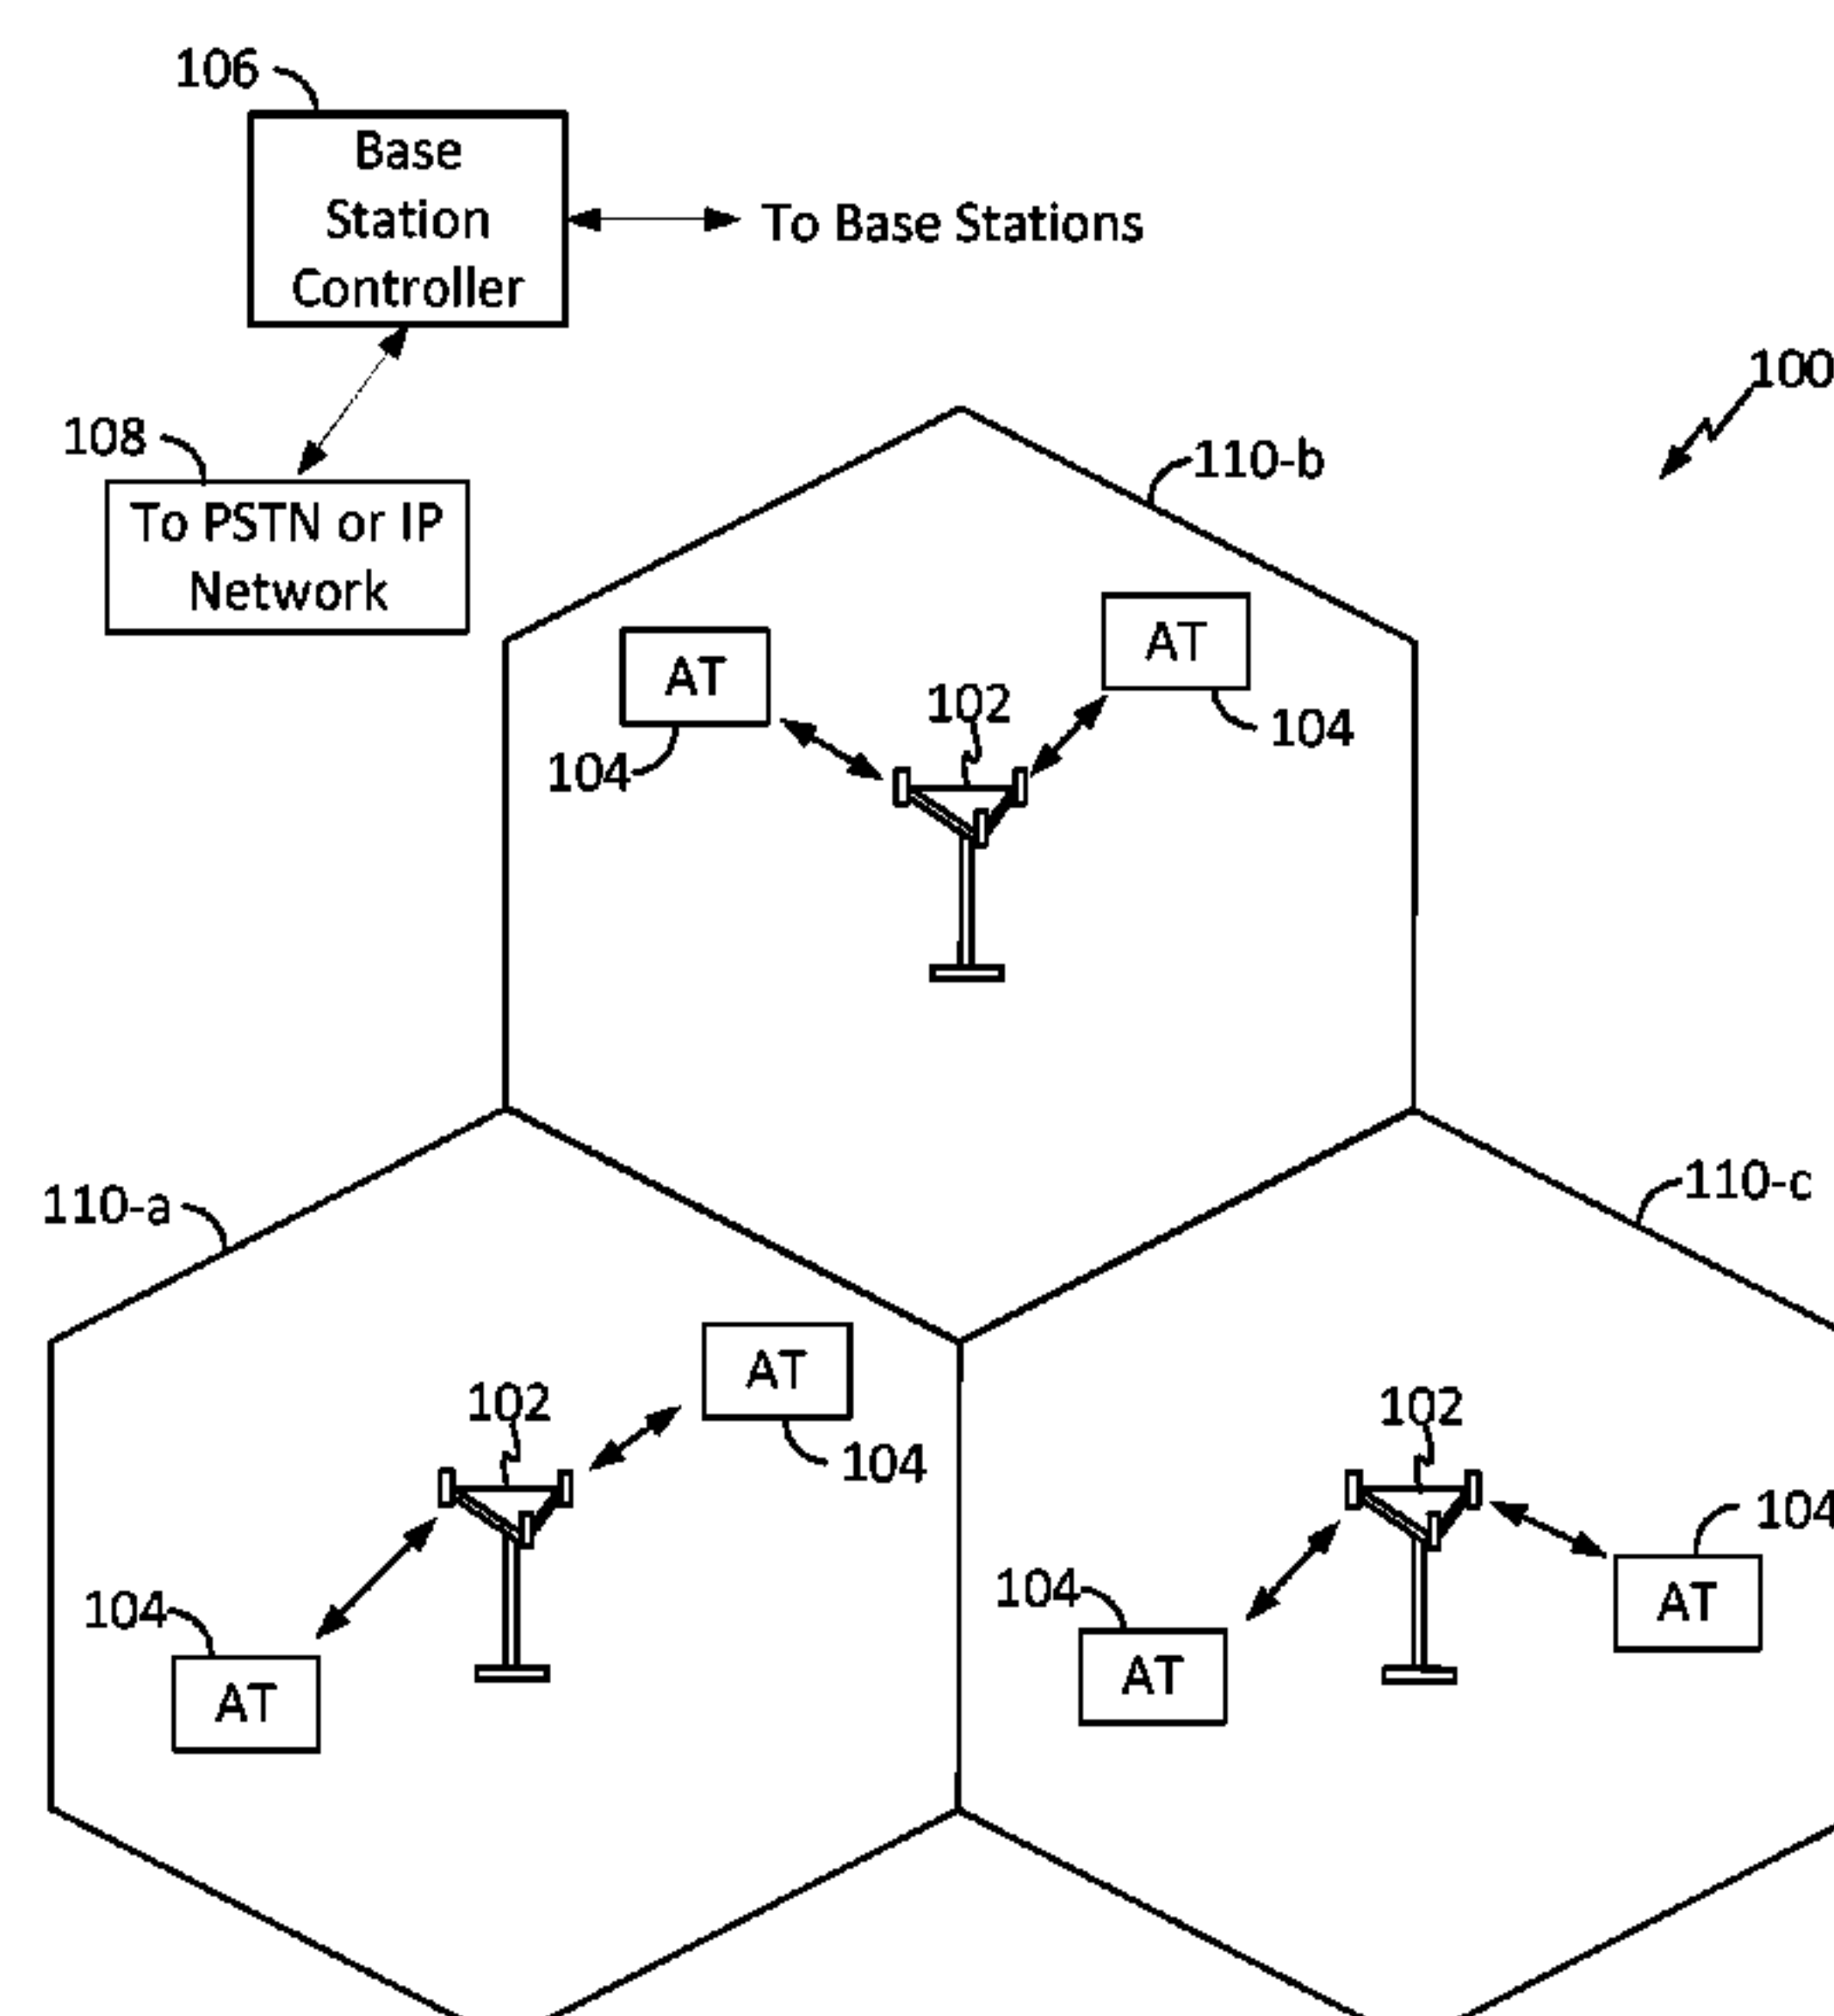 106
Base
Station
Controller
To Base Stations
100
108
To PSTN or IP
Network
110-b
AT
AT
102
104
104
110-a
110-c
AT
102
104
102
104
104
104
AT
AT
AT